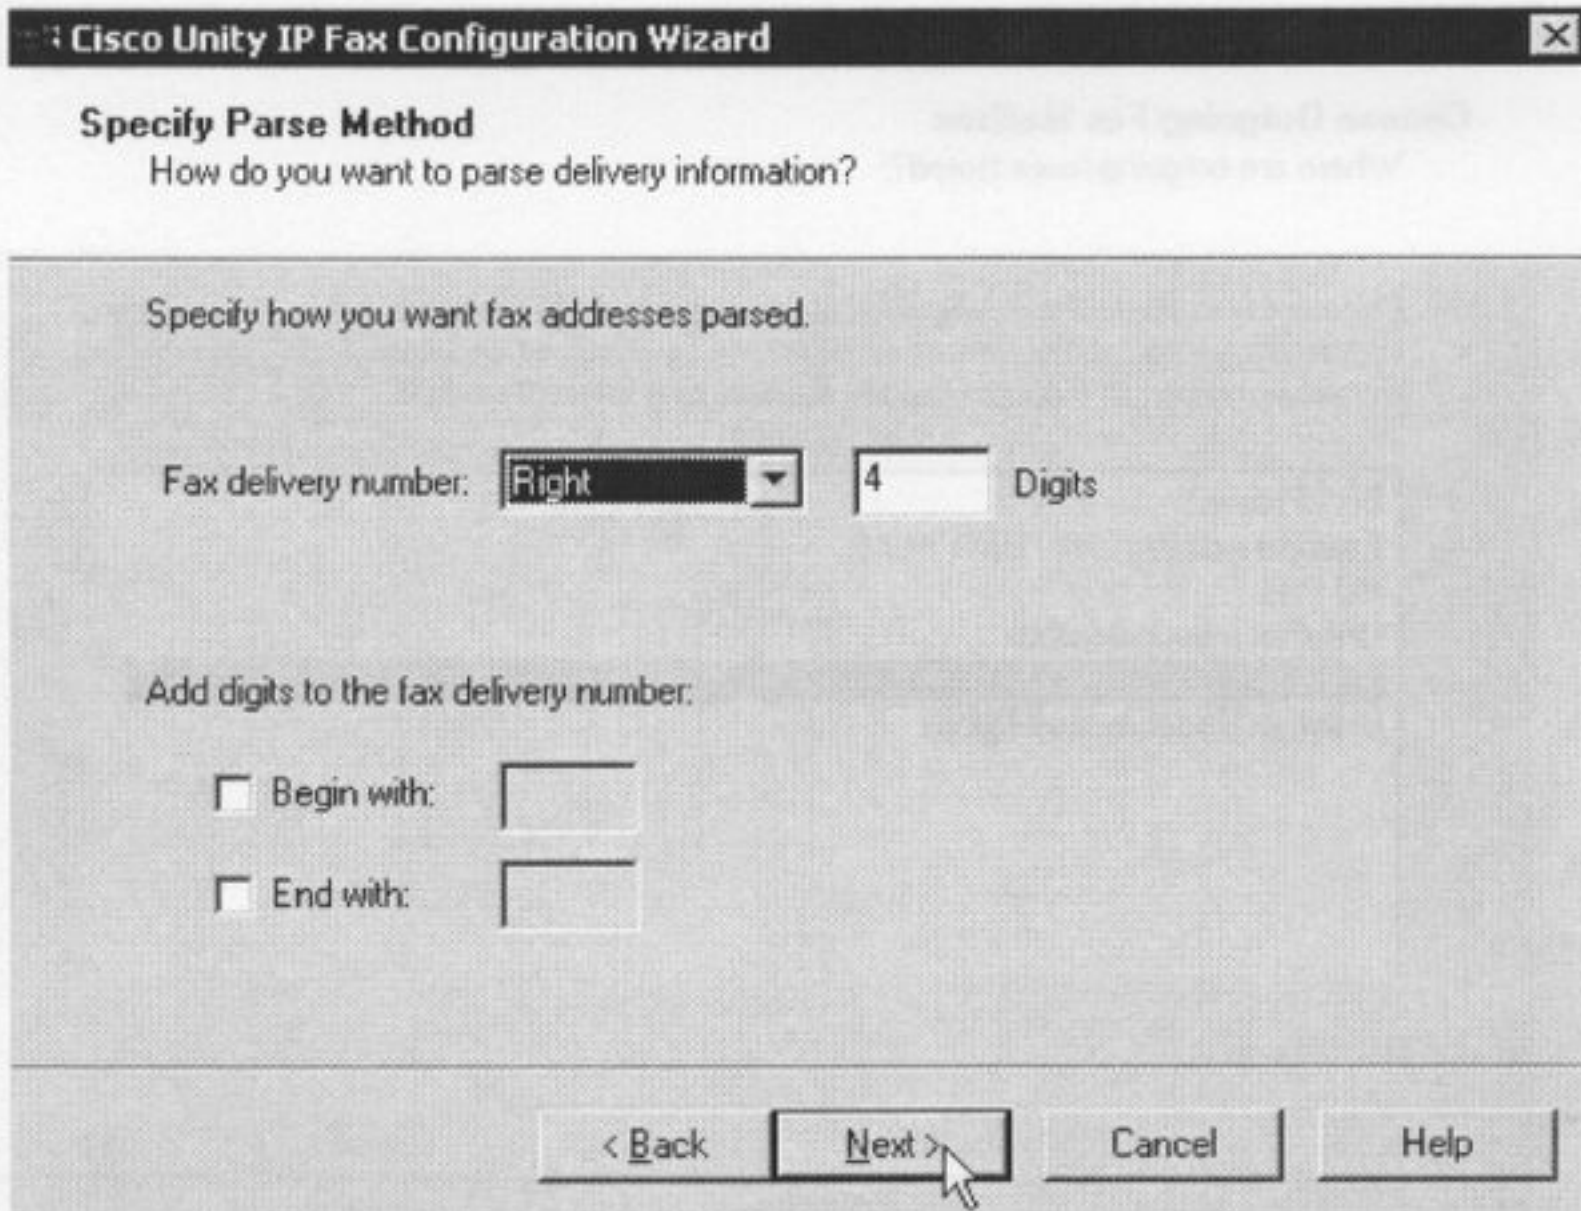 Cisco Unity IP Fax Configuration Wizard
Specify Parse Method
How do you want to parse delivery information?
Specify how you want fax addresses parsed.
Fax delivery number: Right 4 Digits
Add digits to the fax delivery number:
Begin with:
End with:
< Back Next > Cancel Help